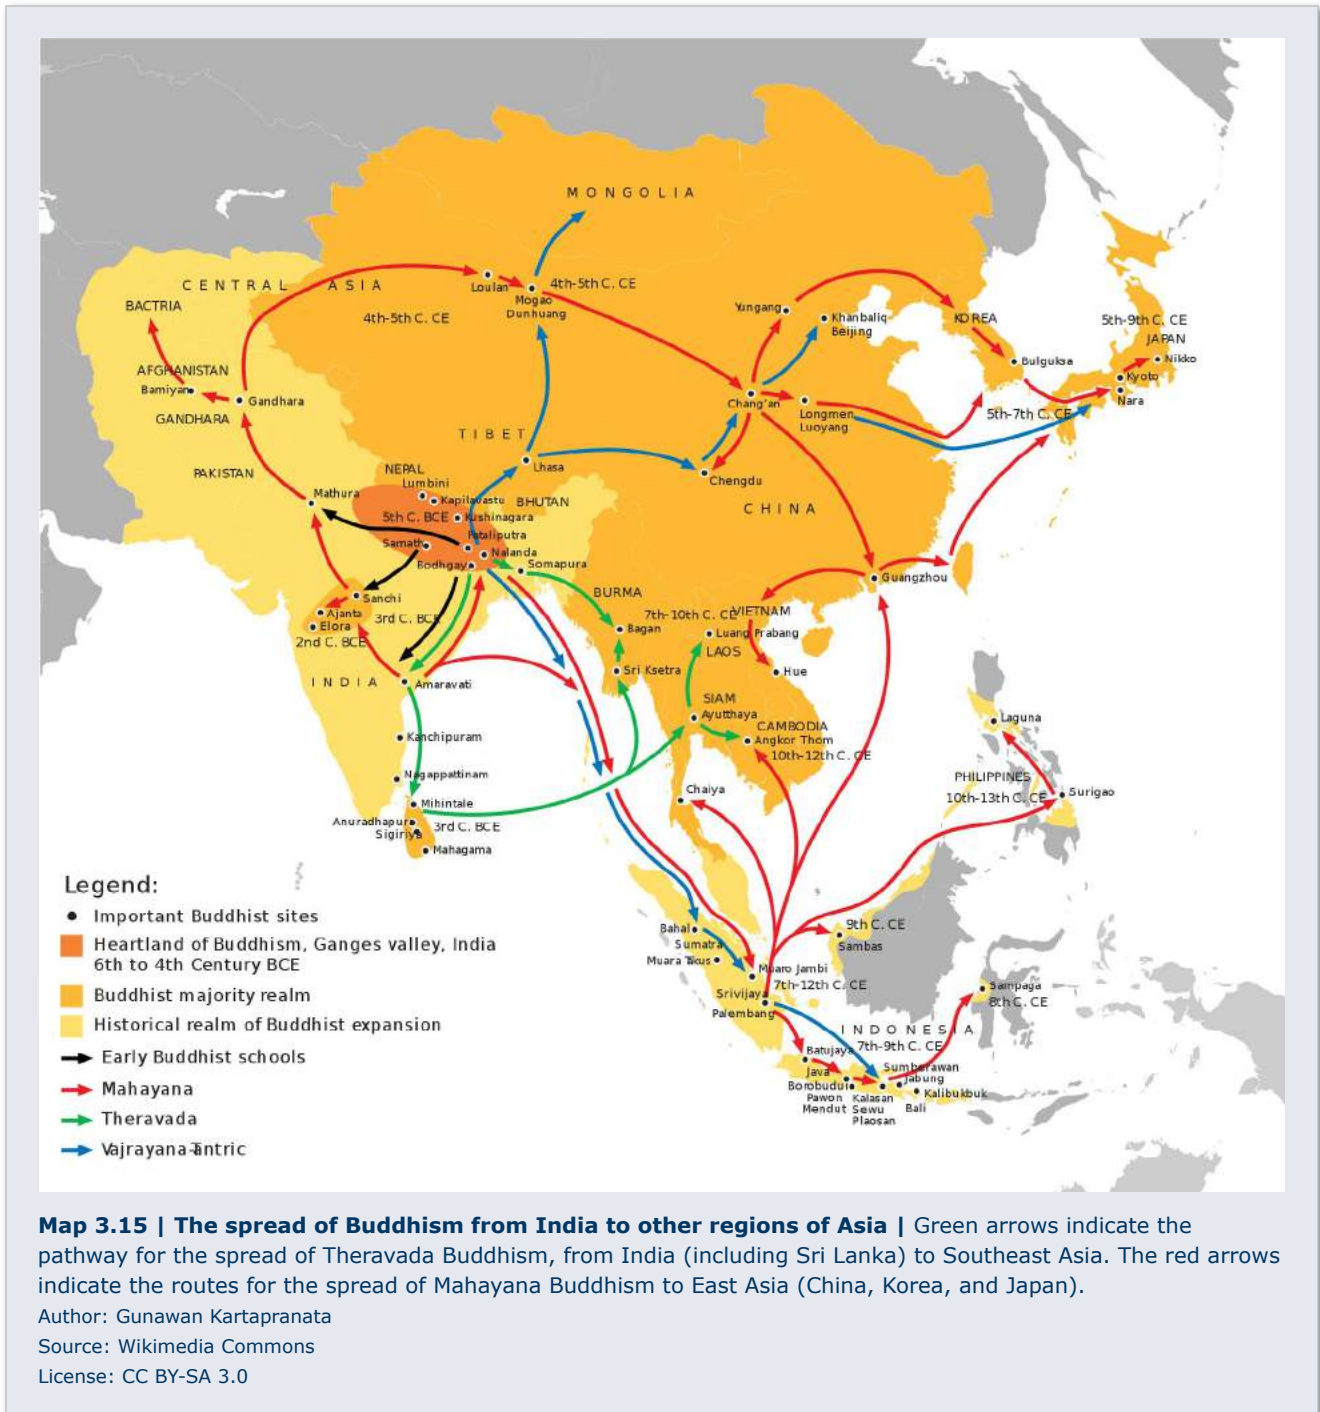 MONGOLIA
CENTRAL ASIA
BACTRIA
4th-5th C. CE
Loulan
Mogao
Dunhuang
4th-5th C. CE
Yungang
Khanbaliq
Beijing
KOREA
5th-9th C. CE
JAPAN
Nikko
Bulguksa
Kyoto
Nara
5th-7th C. CE
AFGHANISTAN
Bamiyan
Gandhara
GANDHARA
Chang'an
Longmen
Luoyang
TIBET
Lhasa
Chengdu
CHINA
PAKISTAN
NEPAL
Lumbini
Mathura
Kapilavastu
BHUTAN
5th C. BCE
Kushinagara
Pataliputra
Sarnath
Nalanda
Bodhgaya
Somapura
Guangzhou
Sanchi
Ajanta
Elora
3rd C. BCE
2nd C. BCE
BURMA
7th-10th C. CE
VIETNAM
Bagan
Luang Prabang
LAOS
Sri Ksetra
Hue
INDIA
Amaravati
SIAM
Ayutthaya
CAMBODIA
Angkor Thom
10th-12th C. CE
Laguna
Kanchipuram
Nagappattinam
PHILIPPINES
10th-13th C. CE
Surigao
Chaiya
Mihintale
Anuradhapura
Sigiriya
3rd C. BCE
Mahagama
Bahal
Sumatra
Muara Takus
9th C. CE
Sambas
Muaro Jambi
7th-12th C. CE
Srivijaya
Palembang
Sampaga
8th C. CE
INDONESIA
7th-9th C. CE
Batujaya
Java
Borobudur
Pawon
Mendut
Kalasan
Sewu
Plaosan
Sumberawan
Jabung
Kalibukbuk
Bali
Legend:
Important Buddhist sites
Heartland of Buddhism, Ganges valley, India
6th to 4th Century BCE
Buddhist majority realm
Historical realm of Buddhist expansion
Early Buddhist schools
Mahayana
Theravada
Vajrayana-Tantric
Map 3.15 | The spread of Buddhism from India to other regions of Asia | Green arrows indicate the
pathway for the spread of Theravada Buddhism, from India (including Sri Lanka) to Southeast Asia. The red arrows
indicate the routes for the spread of Mahayana Buddhism to East Asia (China, Korea, and Japan).
Author: Gunawan Kartapranata
Source: Wikimedia Commons
License: CC BY-SA 3.0